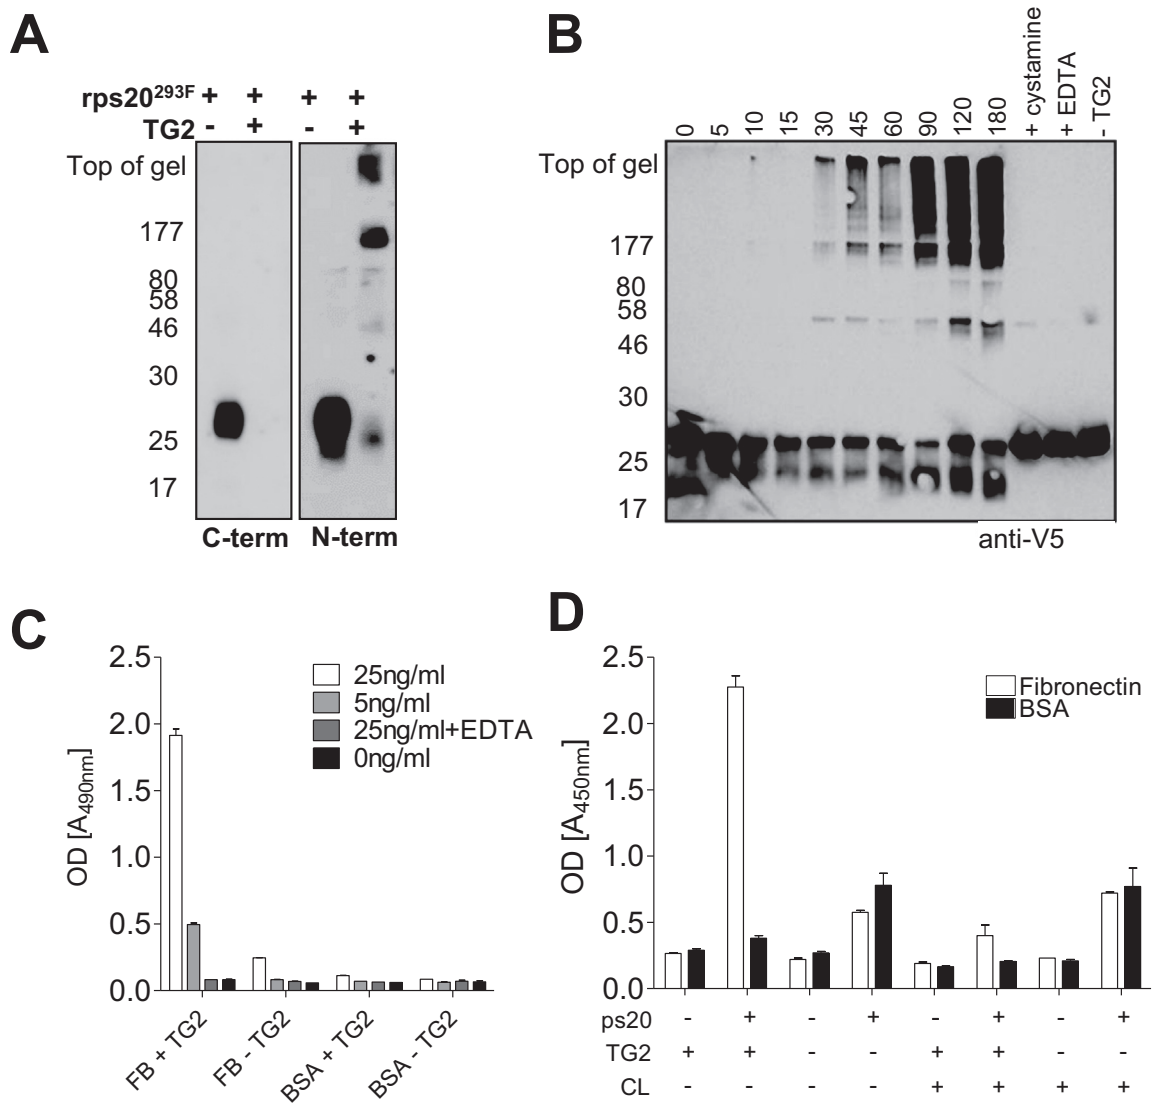 A
rps20²⁹³ᶠ + + + +
TG2 - + - +
Top of gel
177
80
58
46
30
25
17
C-term N-term
B
0 5 10 15 30 45 60 90 120 180 + cystamine + EDTA - TG2
Top of gel
177
80
58
46
30
25
17
anti-V5
C
2.5
2.0
1.5
1.0
0.5
0.0
OD [A490nm]
25ng/ml
5ng/ml
25ng/ml+EDTA
0ng/ml
FB + TG2
FB - TG2
BSA + TG2
BSA - TG2
D
2.5
2.0
1.5
1.0
0.5
0.0
OD [A450nm]
Fibronectin
BSA
ps20 - + - + - + - +
TG2 + + - - + + - -
CL - - - - + + + +